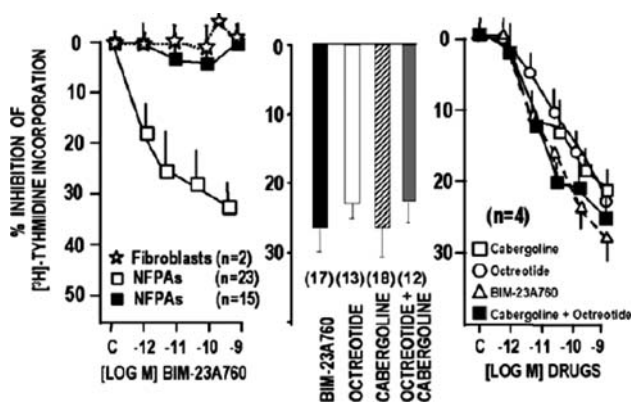 % INHIBITION OF
[³H]-TYHMIDINE INCORPORATION
0
10
20
30
40
50
Fibroblasts (n=2)
NFPAs (n=23)
NFPAs (n=15)
C -12 -11 -10 -9
[LOG M] BIM-23A760
0
10
20
30
(17) (13) (18) (12)
BIM-23A760
OCTREOTIDE
CABERGOLINE
OCTREOTIDE +
CABERGOLINE
0
10
20
30
(n=4)
Cabergoline
Octreotide
BIM-23A760
Cabergoline + Octreotide
C -12 -11 -10 -9
[LOG M] DRUGS